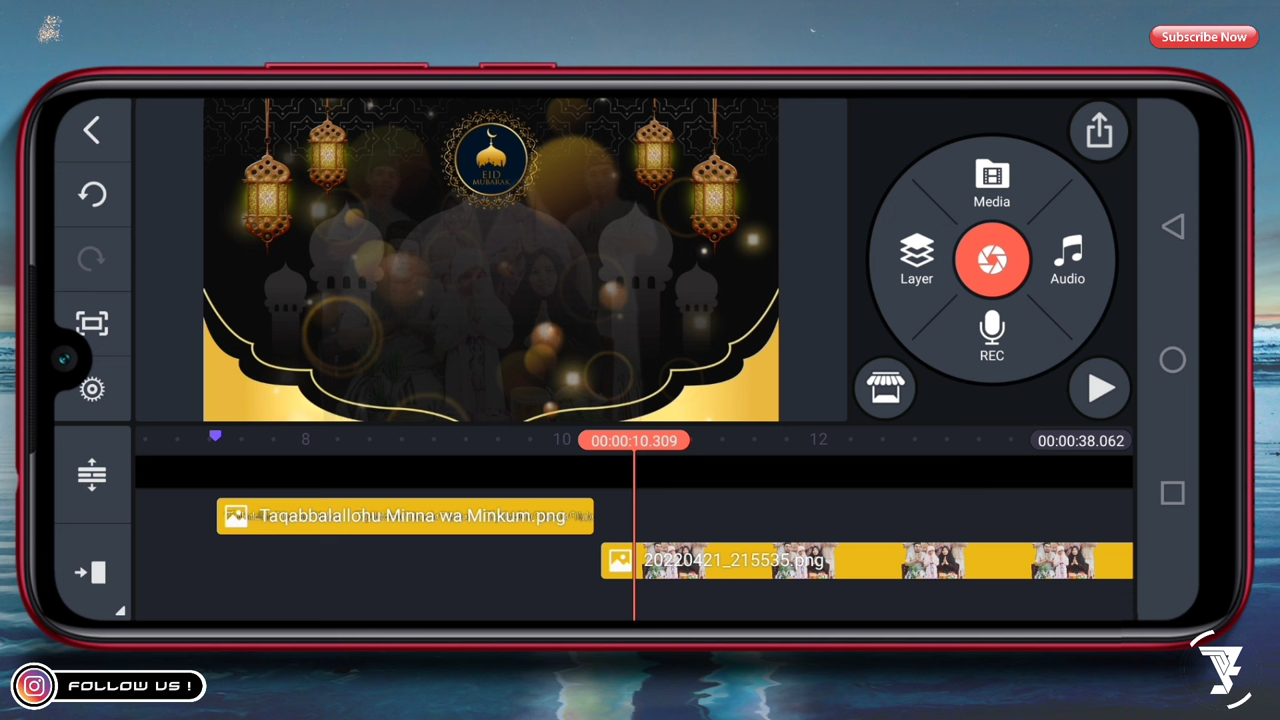 Subscribe Now
EID
MUBARAK
Media
Layer
Audio
REC
8
10
00:00:10.309
12
00:00:38.062
Taqabbalallohu Minna wa Minkum.png
20220421_215535.png
FOLLOW US !